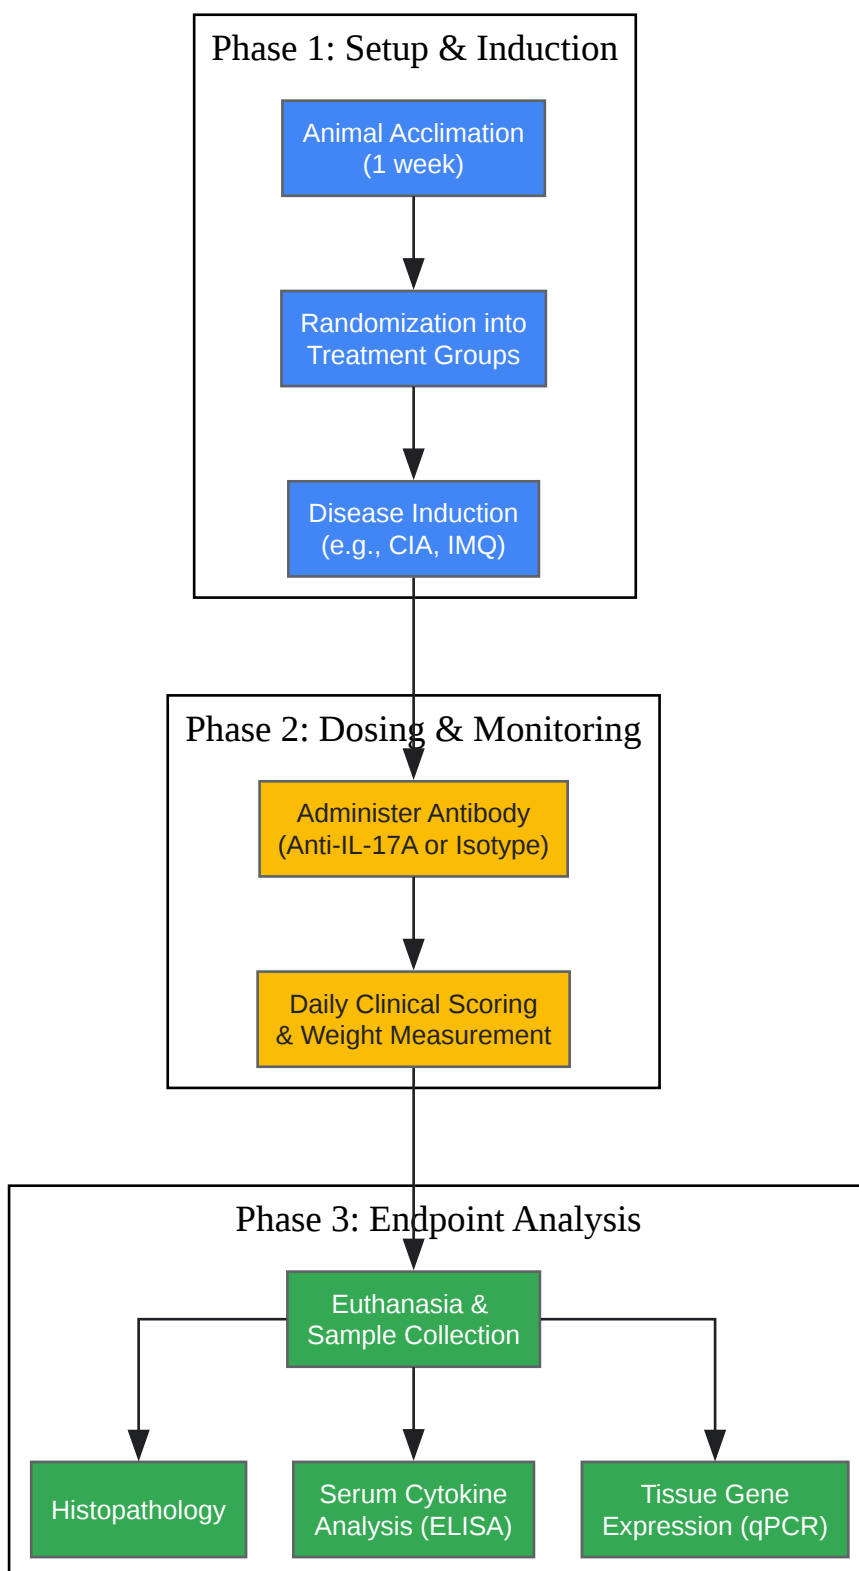 Phase 1: Setup & Induction
Animal Acclimation
(1 week)
Randomization into
Treatment Groups
Disease Induction
(e.g., CIA, IMQ)
Phase 2: Dosing & Monitoring
Administer Antibody
(Anti-IL-17A or Isotype)
Daily Clinical Scoring
& Weight Measurement
Phase 3: Endpoint Analysis
Euthanasia &
Sample Collection
Histopathology
Serum Cytokine
Analysis (ELISA)
Tissue Gene
Expression (qPCR)